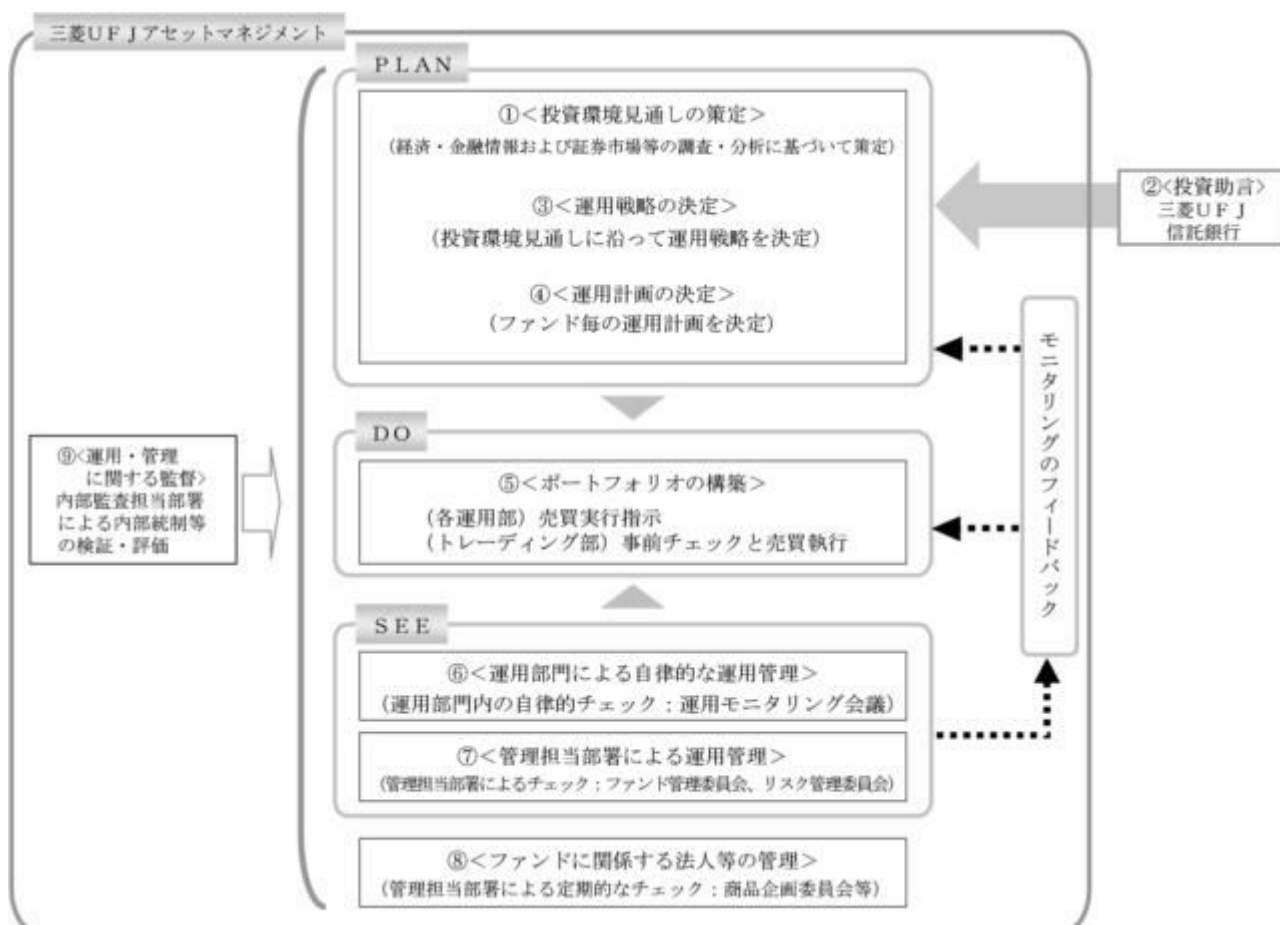 三菱ＵＦＪアセットマネジメント
ＰＬＡＮ
①＜投資環境見通しの策定＞
(経済・金融情報および証券市場等の調査・分析に基づいて策定)
②<投資助言>
三菱ＵＦＪ
信託銀行
③＜運用戦略の決定＞
(投資環境見通しに沿って運用戦略を決定)
④＜運用計画の決定＞
(ファンド毎の運用計画を決定)
モニタリングのフィードバック
ＤＯ
⑤＜ポートフォリオの構築＞
(各運用部) 売買実行指示
(トレーディング部) 事前チェックと売買執行
⑨<運用・管理
に関する監督>
内部監査担当部署
による内部統制等
の検証・評価
ＳＥＥ
⑥＜運用部門による自律的な運用管理＞
(運用部門内の自律的チェック：運用モニタリング会議)
⑦＜管理担当部署による運用管理＞
(管理担当部署によるチェック：ファンド管理委員会、リスク管理委員会)
⑧＜ファンドに関係する法人等の管理＞
(管理担当部署による定期的なチェック：商品企画委員会等)